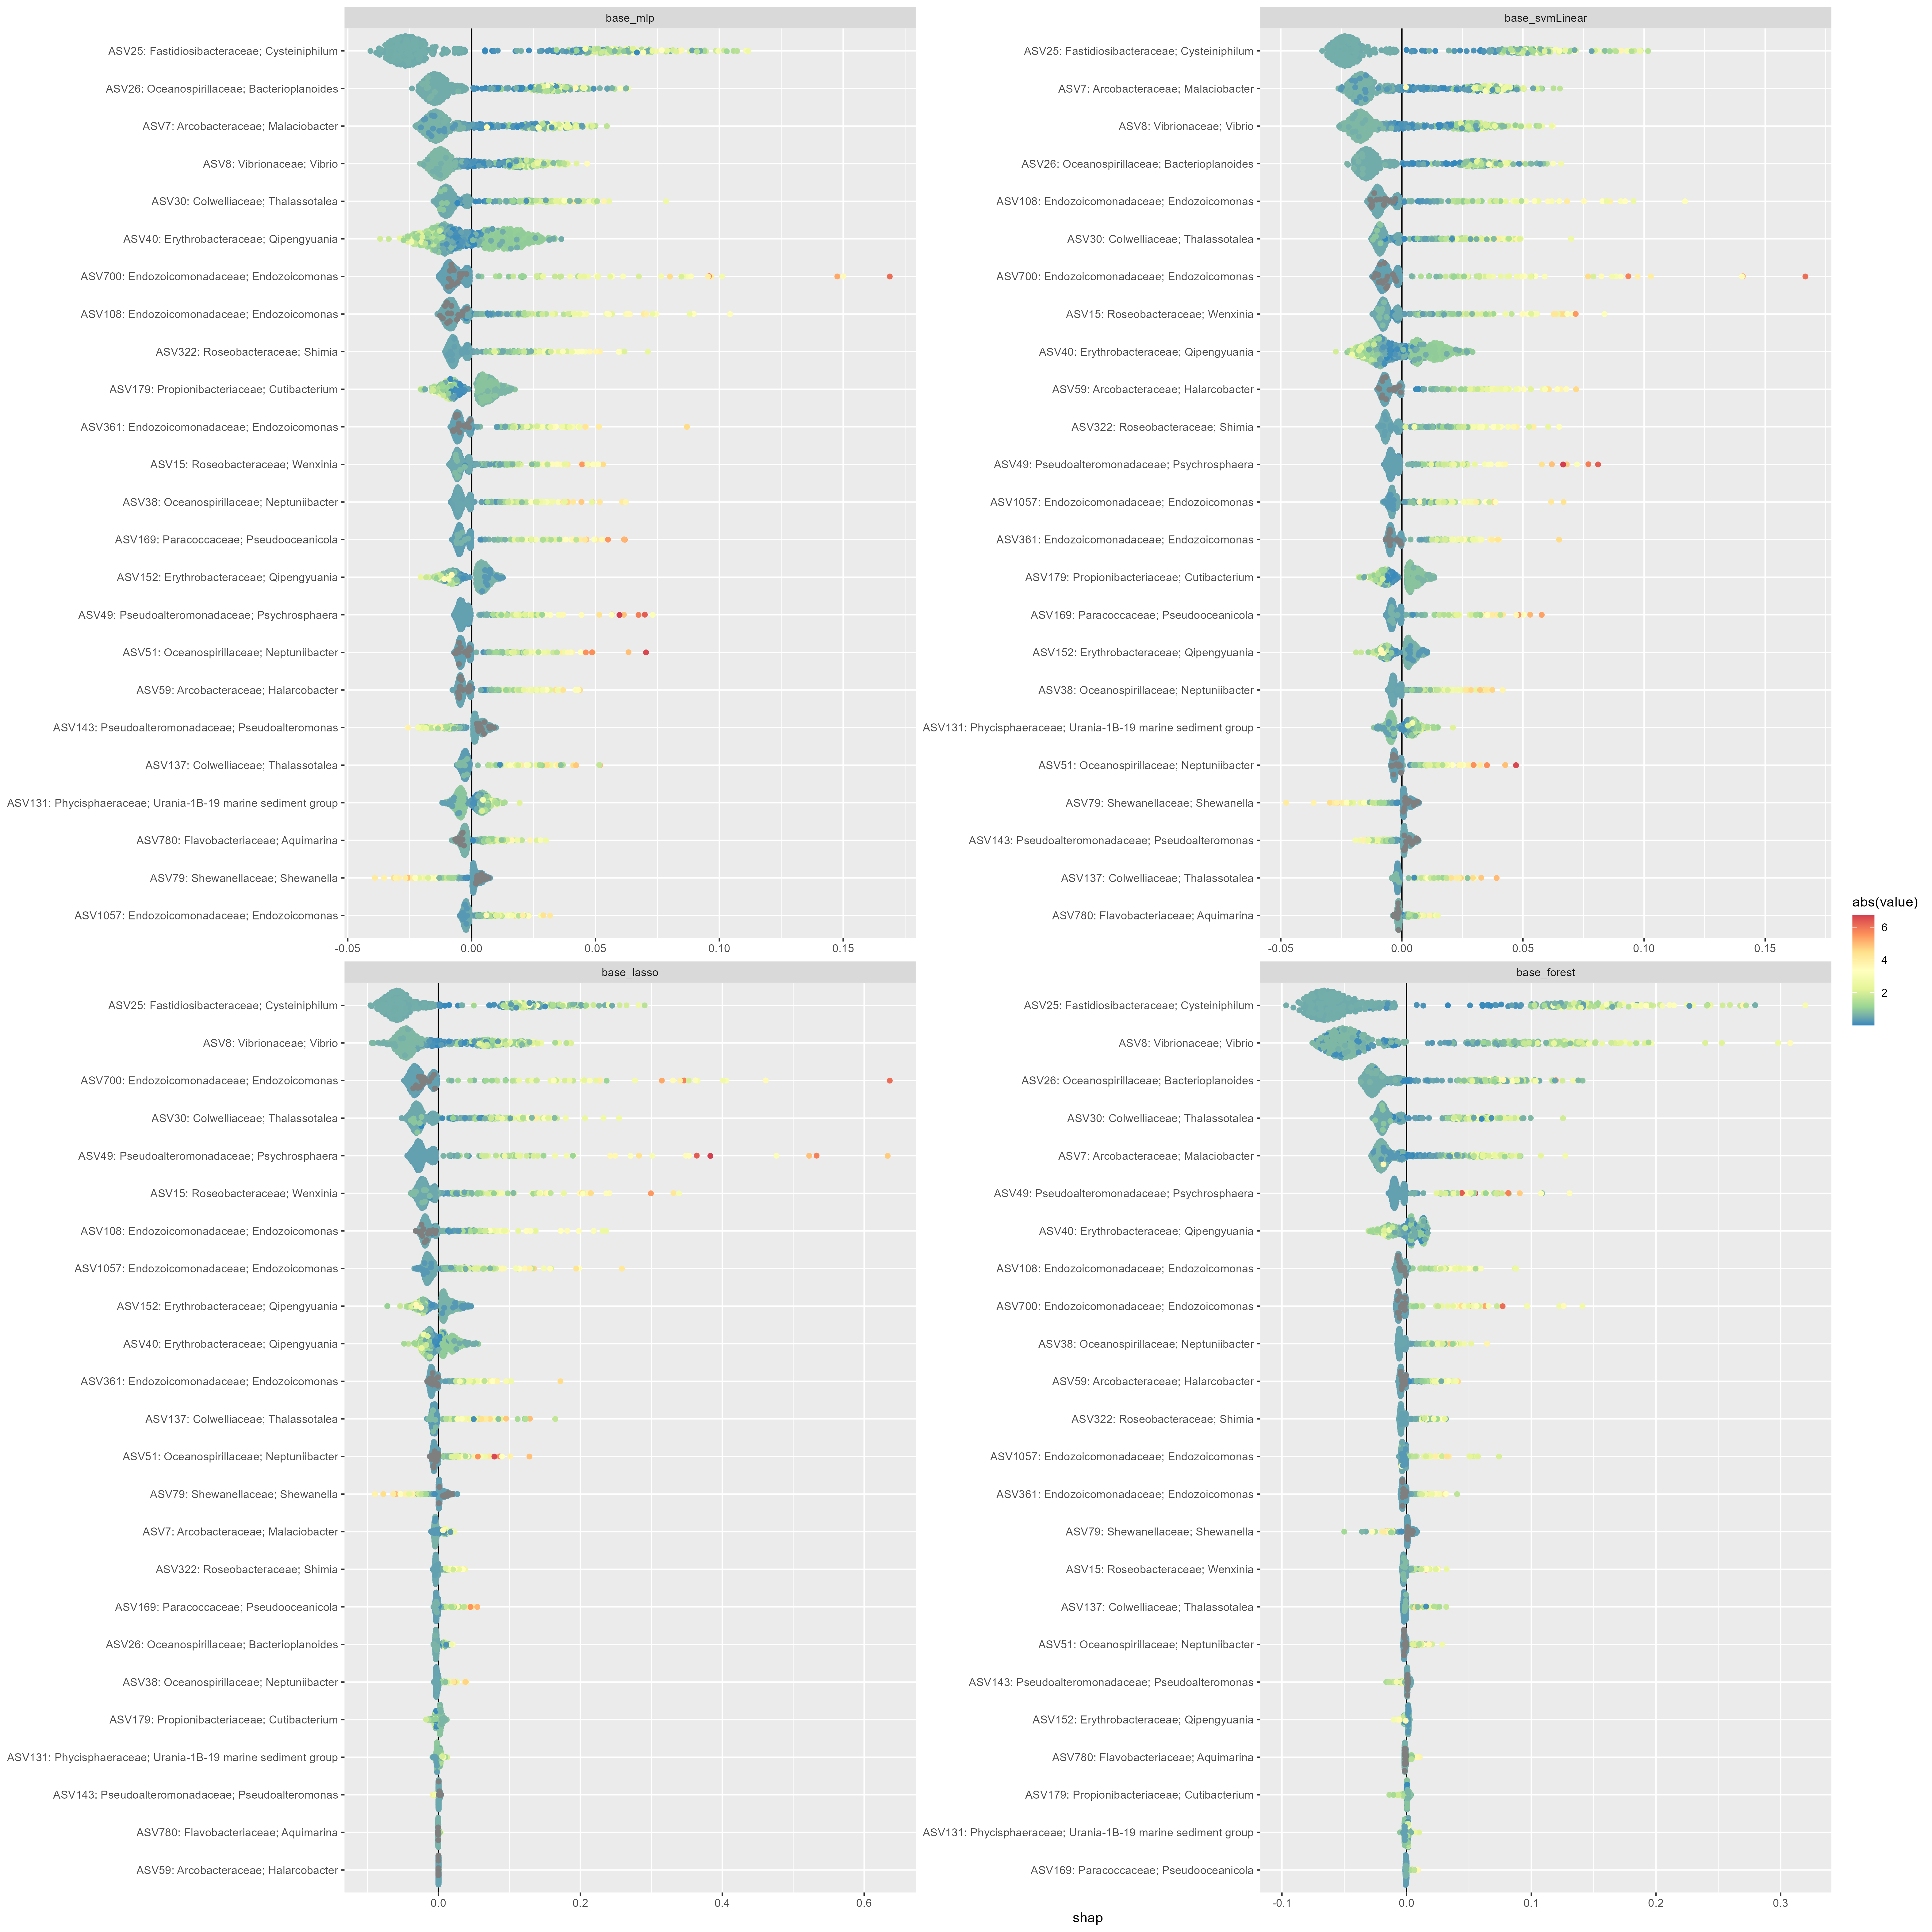 base_mlp
ASV25: Fastidiosibacteraceae; Cysteiniphilum
ASV26: Oceanospirillaceae; Bacterioplanoides
ASV7: Arcobacteraceae; Malaciobacter
ASV8: Vibrionaceae; Vibrio
ASV30: Colwelliaceae; Thalassotalea
ASV40: Erythrobacteraceae; Qipengyuania
ASV700: Endozoicomonadaceae; Endozoicomonas
ASV108: Endozoicomonadaceae; Endozoicomonas
ASV322: Roseobacteraceae; Shimia
ASV179: Propionibacteriaceae; Cutibacterium
ASV361: Endozoicomonadaceae; Endozoicomonas
ASV15: Roseobacteraceae; Wenxinia
ASV38: Oceanospirillaceae; Neptuniibacter
ASV169: Paracoccaceae; Pseudooceanicola
ASV152: Erythrobacteraceae; Qipengyuania
ASV49: Pseudoalteromonadaceae; Psychrosphaera
ASV51: Oceanospirillaceae; Neptuniibacter
ASV59: Arcobacteraceae; Halarcobacter
ASV143: Pseudoalteromonadaceae; Pseudoalteromonas
ASV137: Colwelliaceae; Thalassotalea
ASV131: Phycisphaeraceae; Urania-1B-19 marine sediment group
ASV780: Flavobacteriaceae; Aquimarina
ASV79: Shewanellaceae; Shewanella
ASV1057: Endozoicomonadaceae; Endozoicomonas
-0.05 0.00 0.05 0.10 0.15
base_svmLinear
ASV25: Fastidiosibacteraceae; Cysteiniphilum
ASV7: Arcobacteraceae; Malaciobacter
ASV8: Vibrionaceae; Vibrio
ASV26: Oceanospirillaceae; Bacterioplanoides
ASV108: Endozoicomonadaceae; Endozoicomonas
ASV30: Colwelliaceae; Thalassotalea
ASV700: Endozoicomonadaceae; Endozoicomonas
ASV15: Roseobacteraceae; Wenxinia
ASV40: Erythrobacteraceae; Qipengyuania
ASV59: Arcobacteraceae; Halarcobacter
ASV322: Roseobacteraceae; Shimia
ASV49: Pseudoalteromonadaceae; Psychrosphaera
ASV1057: Endozoicomonadaceae; Endozoicomonas
ASV361: Endozoicomonadaceae; Endozoicomonas
ASV179: Propionibacteriaceae; Cutibacterium
ASV169: Paracoccaceae; Pseudooceanicola
ASV152: Erythrobacteraceae; Qipengyuania
ASV38: Oceanospirillaceae; Neptuniibacter
ASV131: Phycisphaeraceae; Urania-1B-19 marine sediment group
ASV51: Oceanospirillaceae; Neptuniibacter
ASV79: Shewanellaceae; Shewanella
ASV143: Pseudoalteromonadaceae; Pseudoalteromonas
ASV137: Colwelliaceae; Thalassotalea
ASV780: Flavobacteriaceae; Aquimarina
-0.05 0.00 0.05 0.10 0.15
base_lasso
ASV25: Fastidiosibacteraceae; Cysteiniphilum
ASV8: Vibrionaceae; Vibrio
ASV700: Endozoicomonadaceae; Endozoicomonas
ASV30: Colwelliaceae; Thalassotalea
ASV49: Pseudoalteromonadaceae; Psychrosphaera
ASV15: Roseobacteraceae; Wenxinia
ASV108: Endozoicomonadaceae; Endozoicomonas
ASV1057: Endozoicomonadaceae; Endozoicomonas
ASV152: Erythrobacteraceae; Qipengyuania
ASV40: Erythrobacteraceae; Qipengyuania
ASV361: Endozoicomonadaceae; Endozoicomonas
ASV137: Colwelliaceae; Thalassotalea
ASV51: Oceanospirillaceae; Neptuniibacter
ASV79: Shewanellaceae; Shewanella
ASV7: Arcobacteraceae; Malaciobacter
ASV322: Roseobacteraceae; Shimia
ASV169: Paracoccaceae; Pseudooceanicola
ASV26: Oceanospirillaceae; Bacterioplanoides
ASV38: Oceanospirillaceae; Neptuniibacter
ASV179: Propionibacteriaceae; Cutibacterium
ASV131: Phycisphaeraceae; Urania-1B-19 marine sediment group
ASV143: Pseudoalteromonadaceae; Pseudoalteromonas
ASV780: Flavobacteriaceae; Aquimarina
ASV59: Arcobacteraceae; Halarcobacter
0.0 0.2 0.4 0.6
base_forest
ASV25: Fastidiosibacteraceae; Cysteiniphilum
ASV8: Vibrionaceae; Vibrio
ASV26: Oceanospirillaceae; Bacterioplanoides
ASV30: Colwelliaceae; Thalassotalea
ASV7: Arcobacteraceae; Malaciobacter
ASV49: Pseudoalteromonadaceae; Psychrosphaera
ASV40: Erythrobacteraceae; Qipengyuania
ASV108: Endozoicomonadaceae; Endozoicomonas
ASV700: Endozoicomonadaceae; Endozoicomonas
ASV38: Oceanospirillaceae; Neptuniibacter
ASV59: Arcobacteraceae; Halarcobacter
ASV322: Roseobacteraceae; Shimia
ASV1057: Endozoicomonadaceae; Endozoicomonas
ASV361: Endozoicomonadaceae; Endozoicomonas
ASV79: Shewanellaceae; Shewanella
ASV15: Roseobacteraceae; Wenxinia
ASV137: Colwelliaceae; Thalassotalea
ASV51: Oceanospirillaceae; Neptuniibacter
ASV143: Pseudoalteromonadaceae; Pseudoalteromonas
ASV152: Erythrobacteraceae; Qipengyuania
ASV780: Flavobacteriaceae; Aquimarina
ASV179: Propionibacteriaceae; Cutibacterium
ASV131: Phycisphaeraceae; Urania-1B-19 marine sediment group
ASV169: Paracoccaceae; Pseudooceanicola
-0.1 0.0 0.1 0.2 0.3
shap
abs(value)
6
4
2